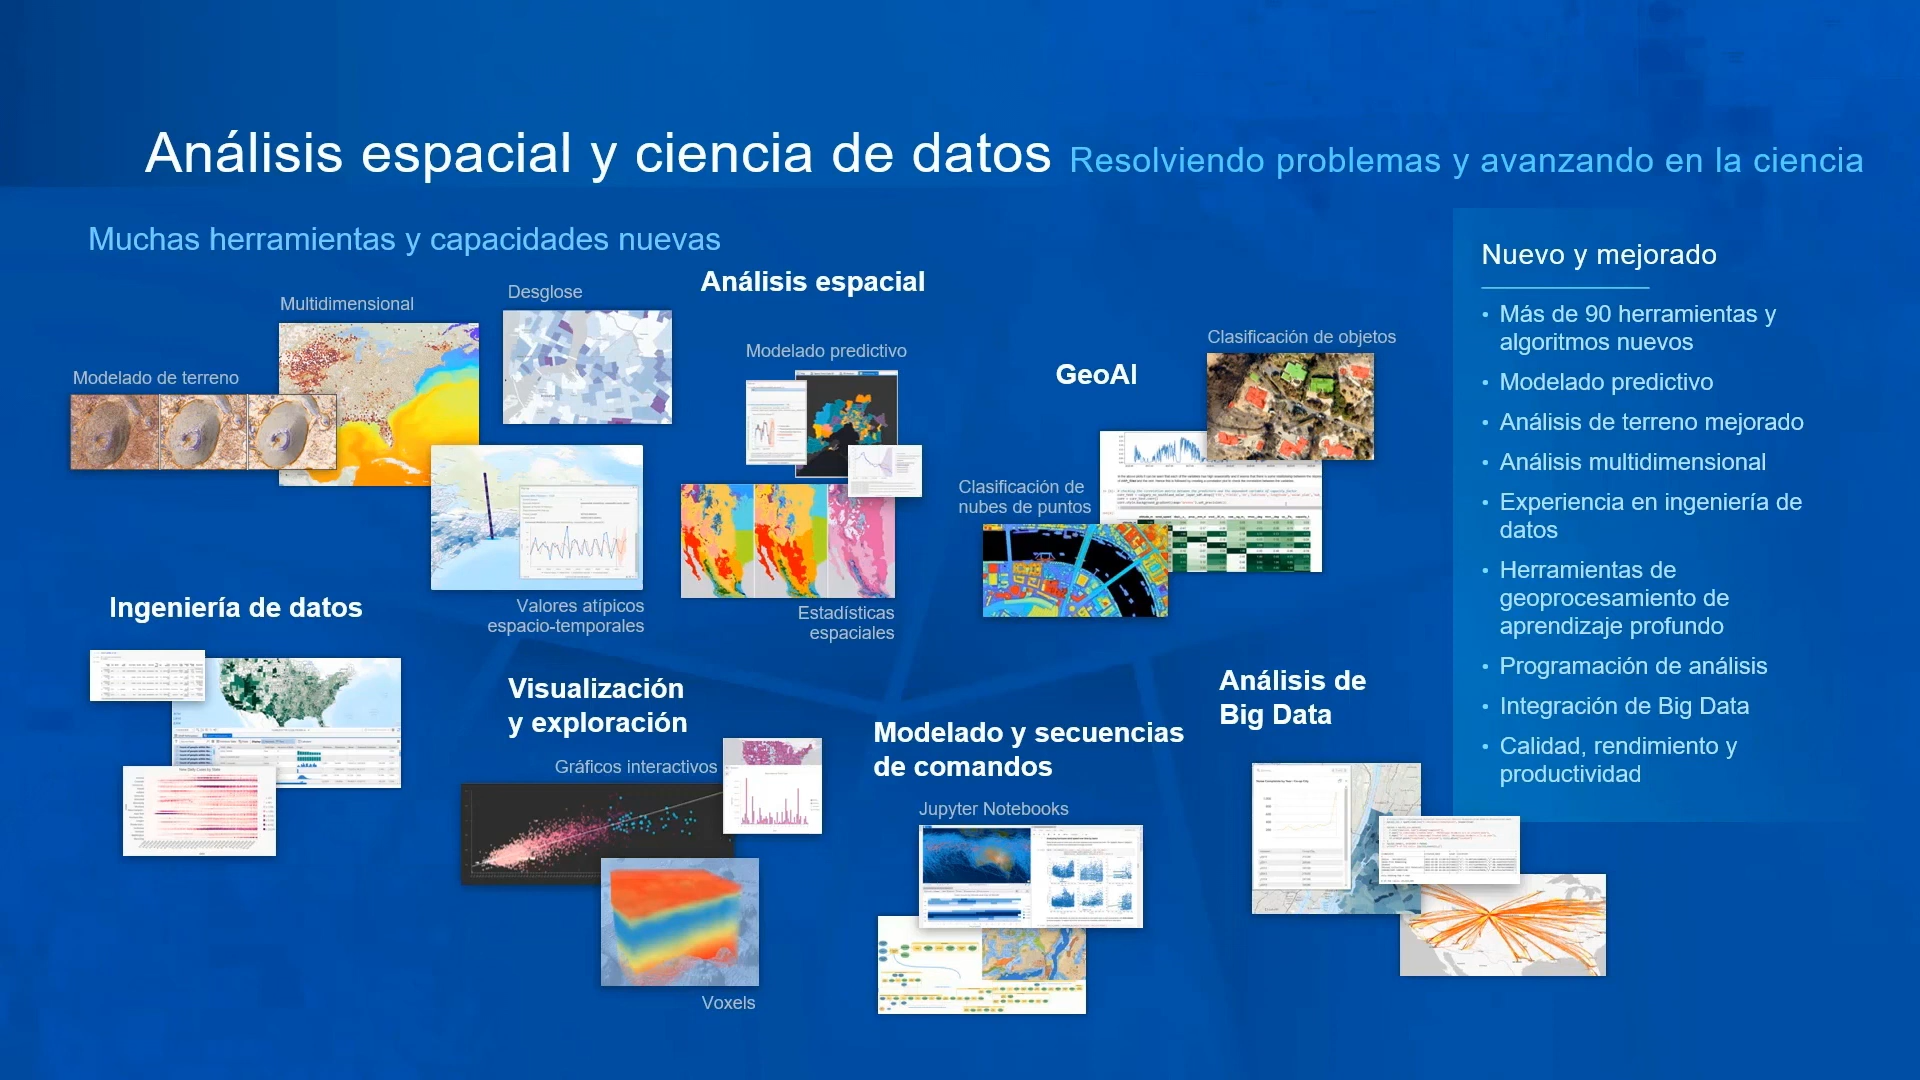 Análisis espacial y ciencia de datos Resolviendo problemas y avanzando en la ciencia
Muchas herramientas y capacidades nuevas
Análisis espacial
Multidimensional
Desglose
Modelado predictivo
Modelado de terreno
Valores atípicos
espacio-temporales
Estadísticas
espaciales
GeoAI
Clasificación de objetos
Clasificación de
nubes de puntos
Ingeniería de datos
Visualización
y exploración
Gráficos interactivos
Voxels
Modelado y secuencias
de comandos
Jupyter Notebooks
Análisis de
Big Data
Nuevo y mejorado
• Más de 90 herramientas y
algoritmos nuevos
• Modelado predictivo
• Análisis de terreno mejorado
• Análisis multidimensional
• Experiencia en ingeniería de
datos
• Herramientas de
geoprocesamiento de
aprendizaje profundo
• Programación de análisis
• Integración de Big Data
• Calidad, rendimiento y
productividad